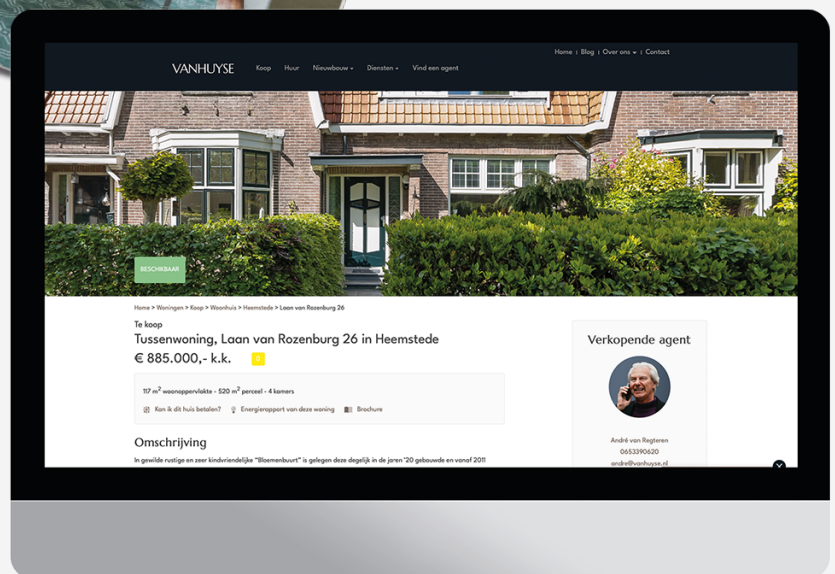 Home | Blog | Over ons | Contact
VANHUYSE
Koop Huur Nieuwbouw Diensten Vind een agent
BESCHIKBAAR
Home > Woningen > Koop > Woonhuis > Heemstede > Laan van Rozenburg 26
Te koop
Tussenwoning, Laan van Rozenburg 26 in Heemstede
€ 885.000,- k.k.
117 m² woonoppervlakte - 520 m² perceel - 4 kamers
Kan ik dit huis betalen? Energierapport van deze woning Brochure
Omschrijving
In gewilde rustige en zeer kindvriendelijke "Bloemenbuurt" is gelegen deze degelijk in de jaren '20 gebouwde en vanaf 2011
Verkopende agent
André van Regteren
0653390620
andre@vanhuyse.nl